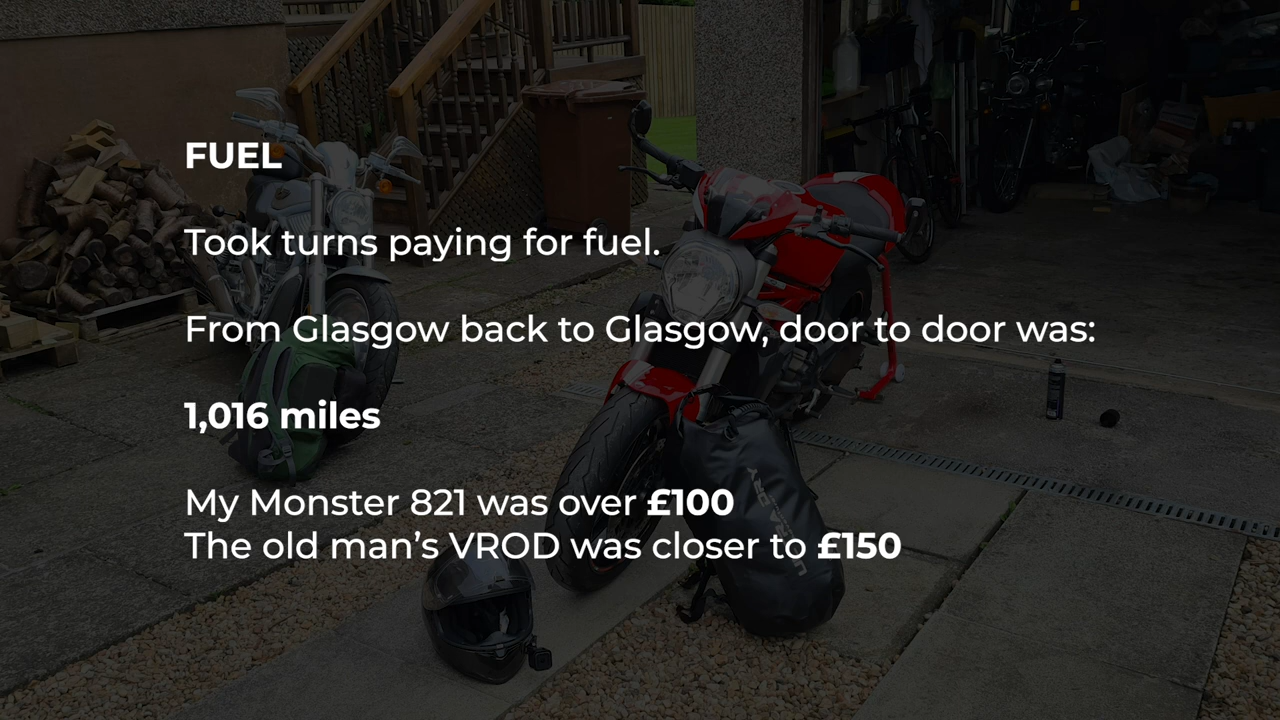 FUEL
Took turns paying for fuel.
From Glasgow back to Glasgow, door to door was:
1,016 miles
My Monster 821 was over £100
The old man’s VROD was closer to £150